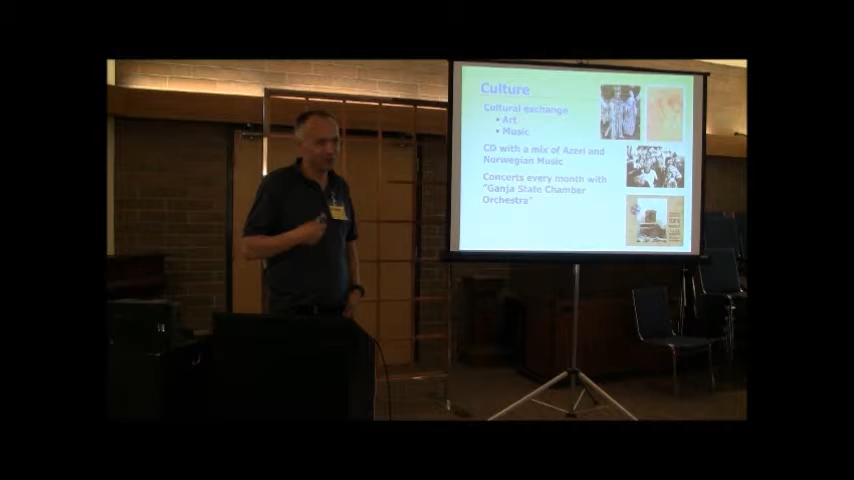 Culture
Cultural exchange
• Art
• Music
CD with a mix of Azeri and
Norwegian Music
Concerts every month with
"Ganja State Chamber
Orchestra"